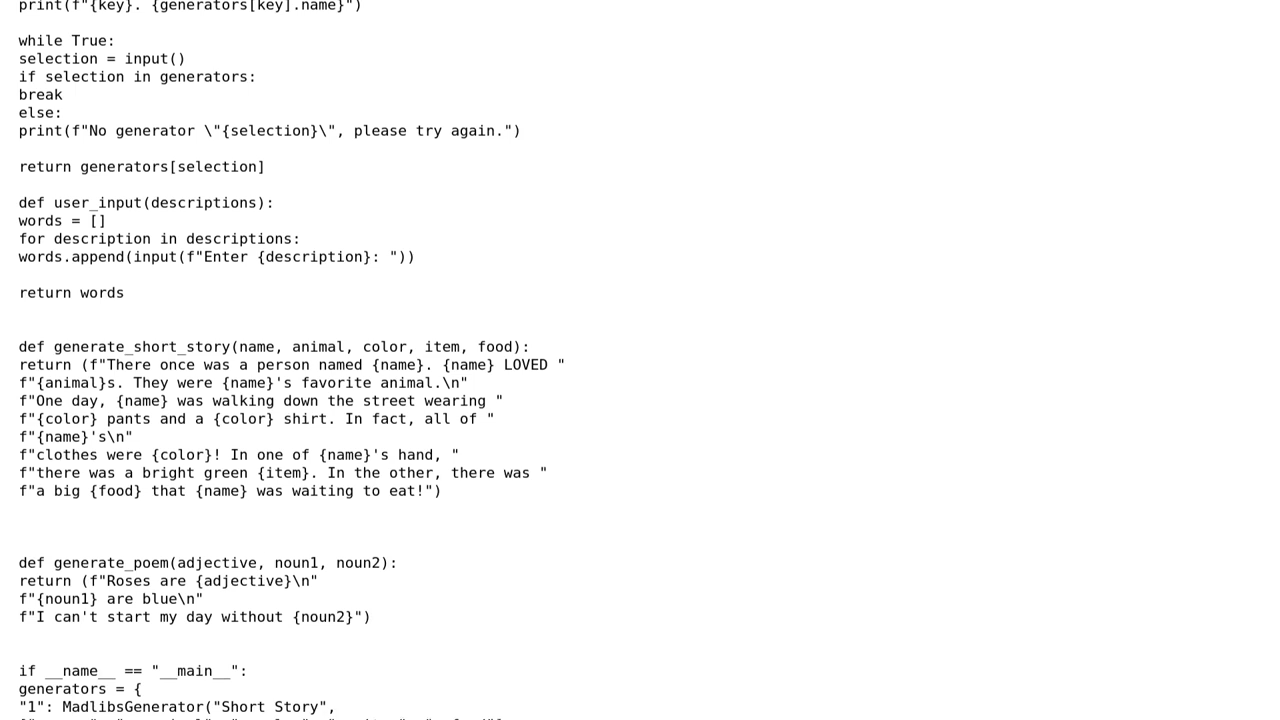 print(f"{key}. {generators[key].name}")
while True:
selection = input()
if selection in generators:
break
else:
print(f"No generator \"{selection}\", please try again.")
return generators[selection]
def user_input(descriptions):
words = []
for description in descriptions:
words.append(input(f"Enter {description}: "))
return words
def generate_short_story(name, animal, color, item, food):
return (f"There once was a person named {name}. {name} LOVED "
f"{animal}s. They were {name}'s favorite animal.\n"
f"One day, {name} was walking down the street wearing "
f"{color} pants and a {color} shirt. In fact, all of "
f"{name}'s\n"
f"clothes were {color}! In one of {name}'s hand, "
f"there was a bright green {item}. In the other, there was "
f"a big {food} that {name} was waiting to eat!")
def generate_poem(adjective, noun1, noun2):
return (f"Roses are {adjective}\n"
f"{noun1} are blue\n"
f"I can't start my day without {noun2}")
if __name__ == "__main__":
generators = {
"1": MadlibsGenerator("Short Story",